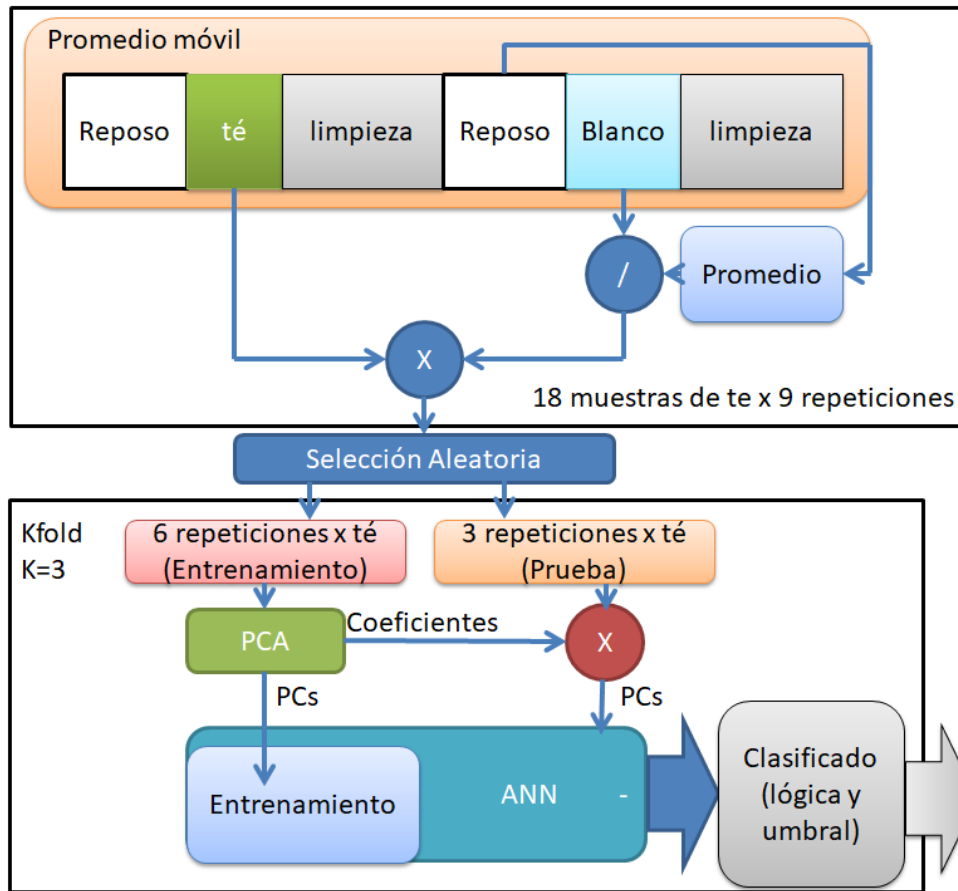 Promedio móvil
Reposo
té
limpieza
Reposo
Blanco
limpieza
/
Promedio
X
18 muestras de te x 9 repeticiones
Selección Aleatoria
Kfold
K=3
6 repeticiones x té
(Entrenamiento)
3 repeticiones x té
(Prueba)
PCA
Coeficientes
X
PCs
PCs
Entrenamiento
ANN
-
Clasificado
(lógica y
umbral)